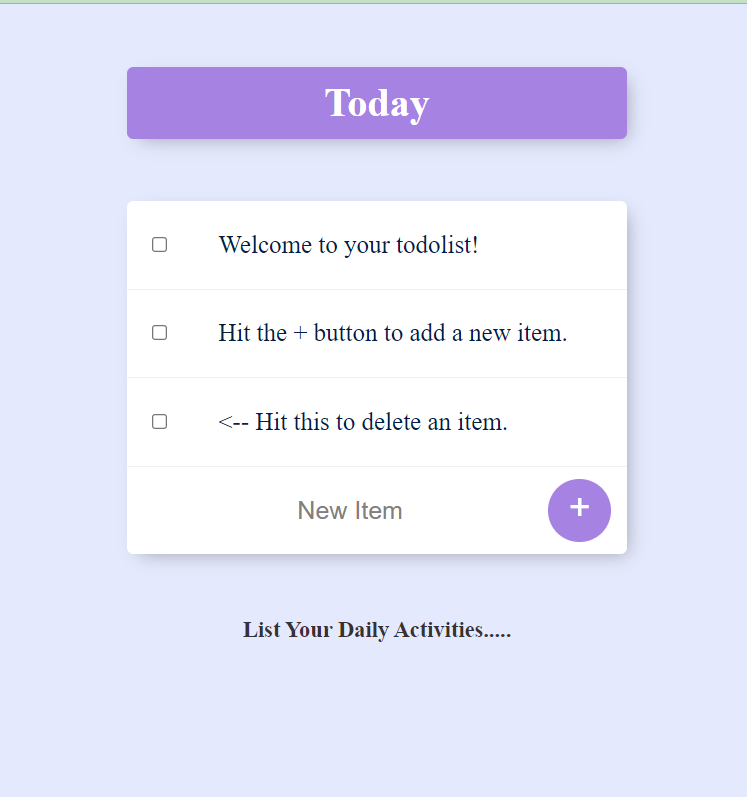 Today
Welcome to your todolist!
Hit the + button to add a new item.
<-- Hit this to delete an item.
New Item
+
List Your Daily Activities.....